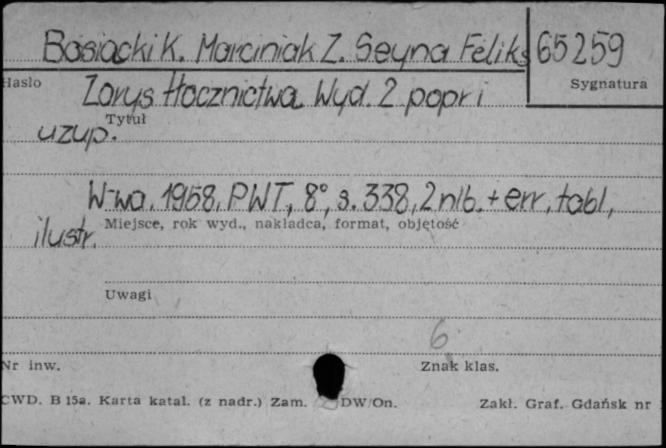 Basiacki K. Marciniak Z. Seyna Feliks 65259
Hasło Sygnatura
Zarys tłocznictwa. Wyd. 2 popr i
Tytuł
uzup.
W-wa. 1958, PWT, 8°, s. 338, 2 nlb. + err, tabl,
Miejsce, rok wyd., nakładca, format, objętość
ilustr.
Uwagi
6
Nr inw. Znak klas.
CWD. B 15a. Karta katal. (z nadr.) Zam. DW/On. Zakł. Graf. Gdańsk nr